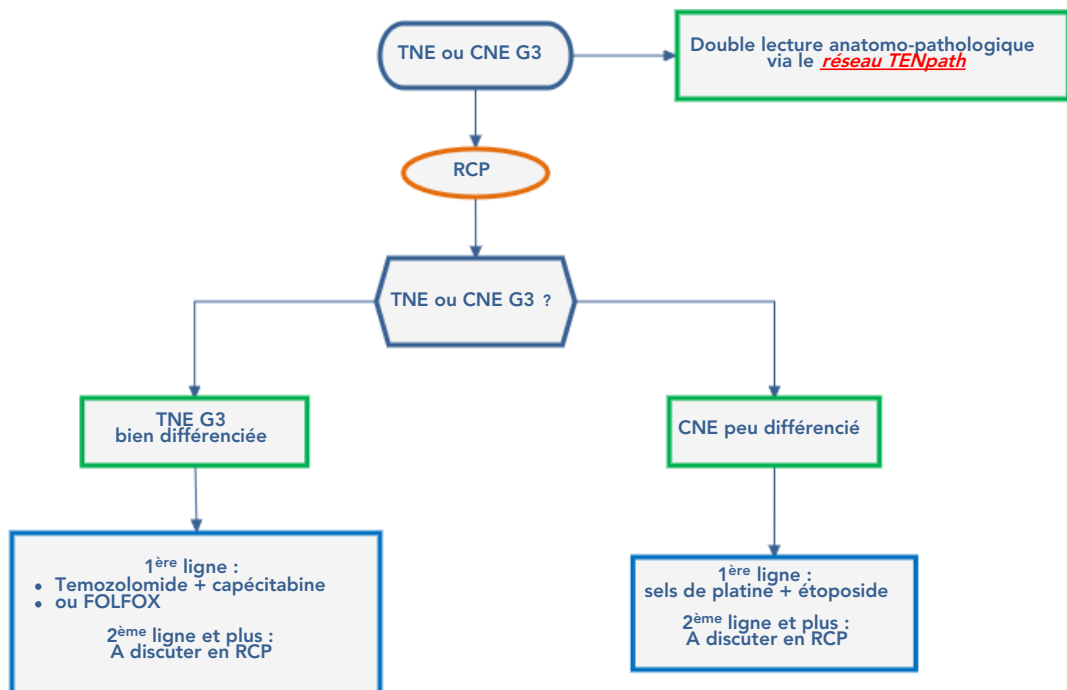 TNE ou CNE G3
Double lecture anatomo-pathologique
via le réseau TENpath
RCP
TNE ou CNE G3 ?
TNE G3
bien différenciée
CNE peu différencié
1ère ligne :
• Temozolomide + capécitabine
• ou FOLFOX
2ème ligne et plus :
A discuter en RCP
1ère ligne :
sels de platine + étoposide
2ème ligne et plus :
A discuter en RCP